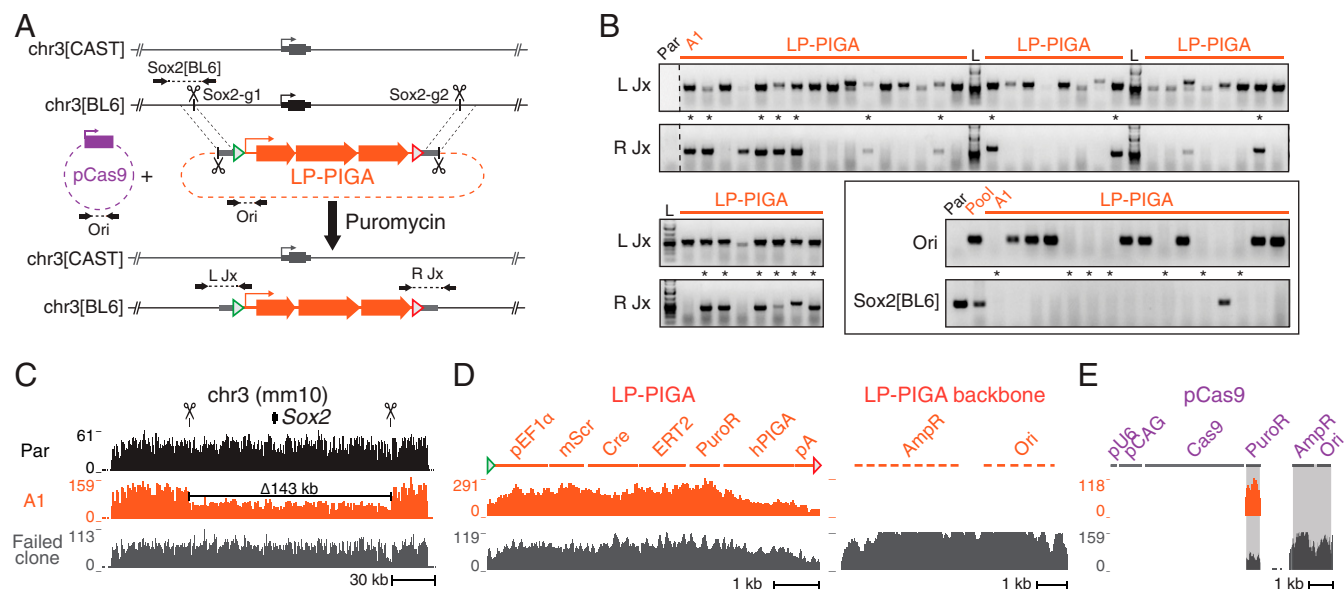 A
chr3[CAST]
Sox2[BL6]
Sox2-g1
Sox2-g2
chr3[BL6]
pCas9
+
LP-PIGA
Ori
Ori
Puromycin
chr3[CAST]
L Jx
R Jx
chr3[BL6]
B
Par
A1
LP-PIGA
L
LP-PIGA
L
LP-PIGA
L Jx
* * * * * * * * * *
R Jx
L
LP-PIGA
L Jx
* * * * * *
R Jx
Par
Pool
A1
LP-PIGA
Ori
* * * * * * *
Sox2[BL6]
C
chr3 (mm10)
Sox2
Par
61
0
A1
159
0
Δ143 kb
Failed clone
113
0
30 kb
D
LP-PIGA
pEF1α
mScr
Cre
ERT2
PuroR
hPIGA
pA
291
0
119
0
1 kb
LP-PIGA backbone
AmpR
Ori
1 kb
E
pCas9
pU6
pCAG
Cas9
PuroR
AmpR
Ori
118
0
159
0
1 kb